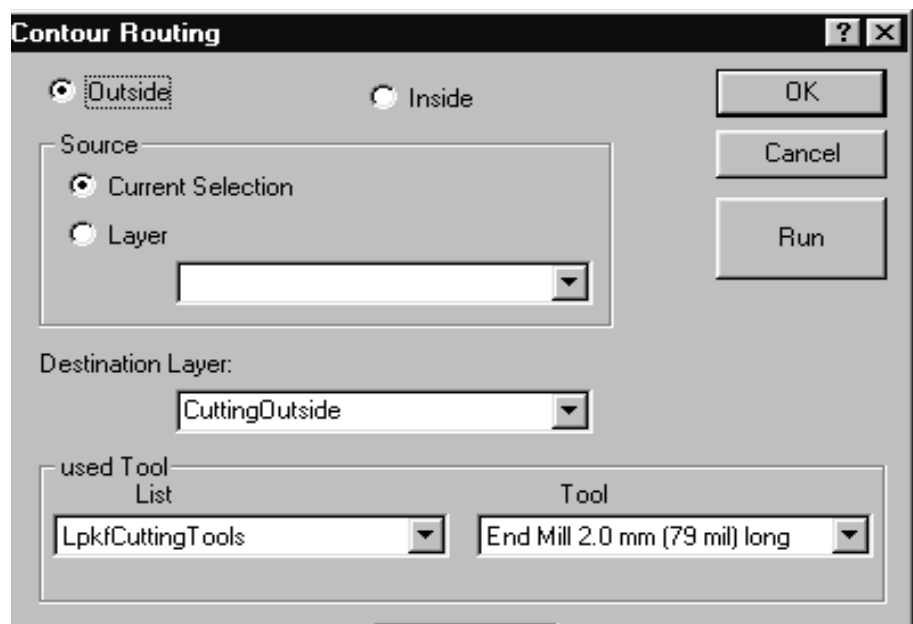 Contour Routing
Outside
Inside
OK
Source
Cancel
Current Selection
Layer
Run
Destination Layer:
CuttingOutside
used Tool
List
Tool
LpkfCuttingTools
End Mill 2.0 mm (79 mil) long